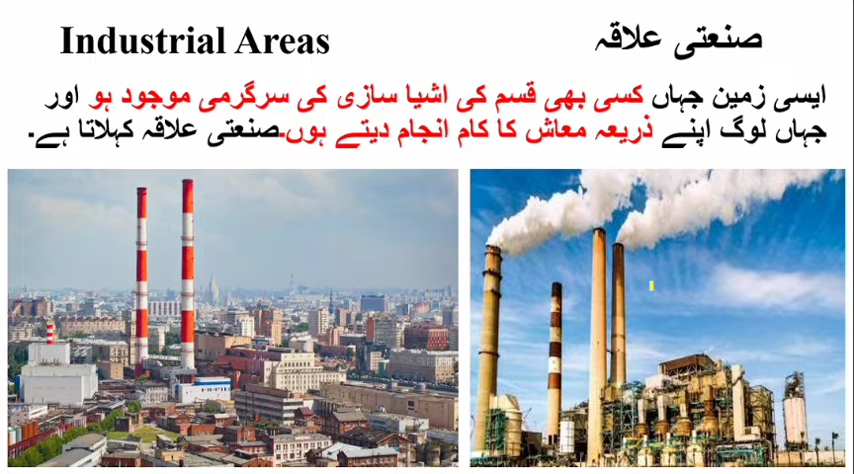 Industrial Areas
صنعتی علاقہ
ایسی زمین جہاں کسی بھی قسم کی اشیا سازی کی سرگرمی موجود ہو اور
جہاں لوگ اپنے ذریعہ معاش کا کام انجام دیتے ہوں۔صنعتی علاقہ کہلاتا ہے۔